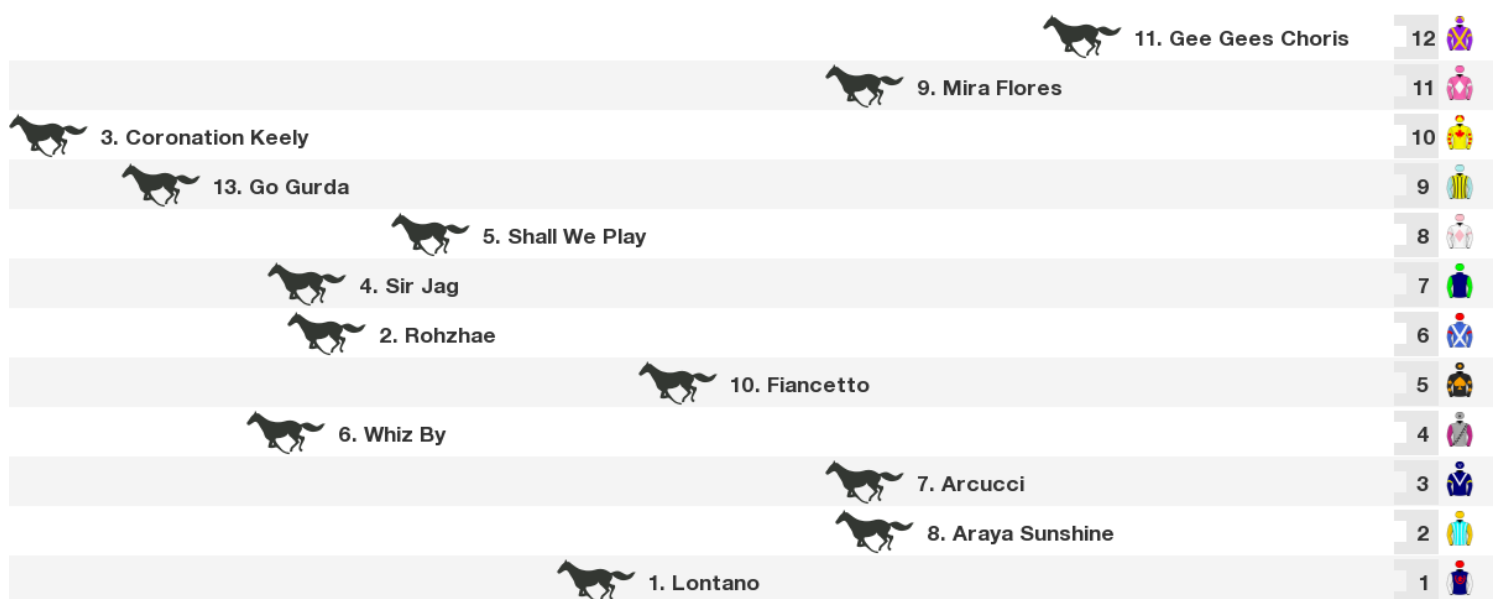 11. Gee Gees Choris 12
9. Mira Flores 11
3. Coronation Keely 10
13. Go Gurda 9
5. Shall We Play 8
4. Sir Jag 7
2. Rohzhae 6
10. Fiancetto 5
6. Whiz By 4
7. Arcucci 3
8. Araya Sunshine 2
1. Lontano 1